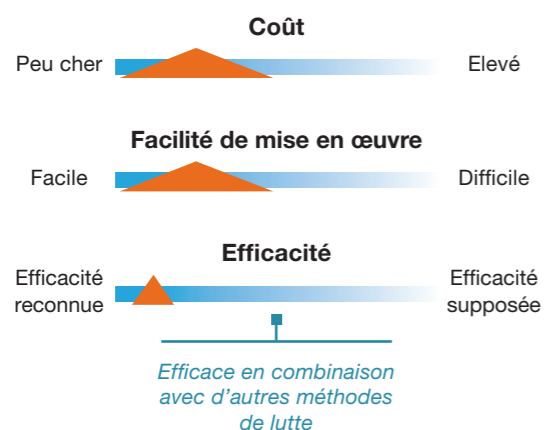 Coût
Peu cher
Elevé
Facilité de mise en œuvre
Facile
Difficile
Efficacité
Efficacité
reconnue
Efficacité
supposée
Efficace en combinaison
avec d'autres méthodes
de lutte